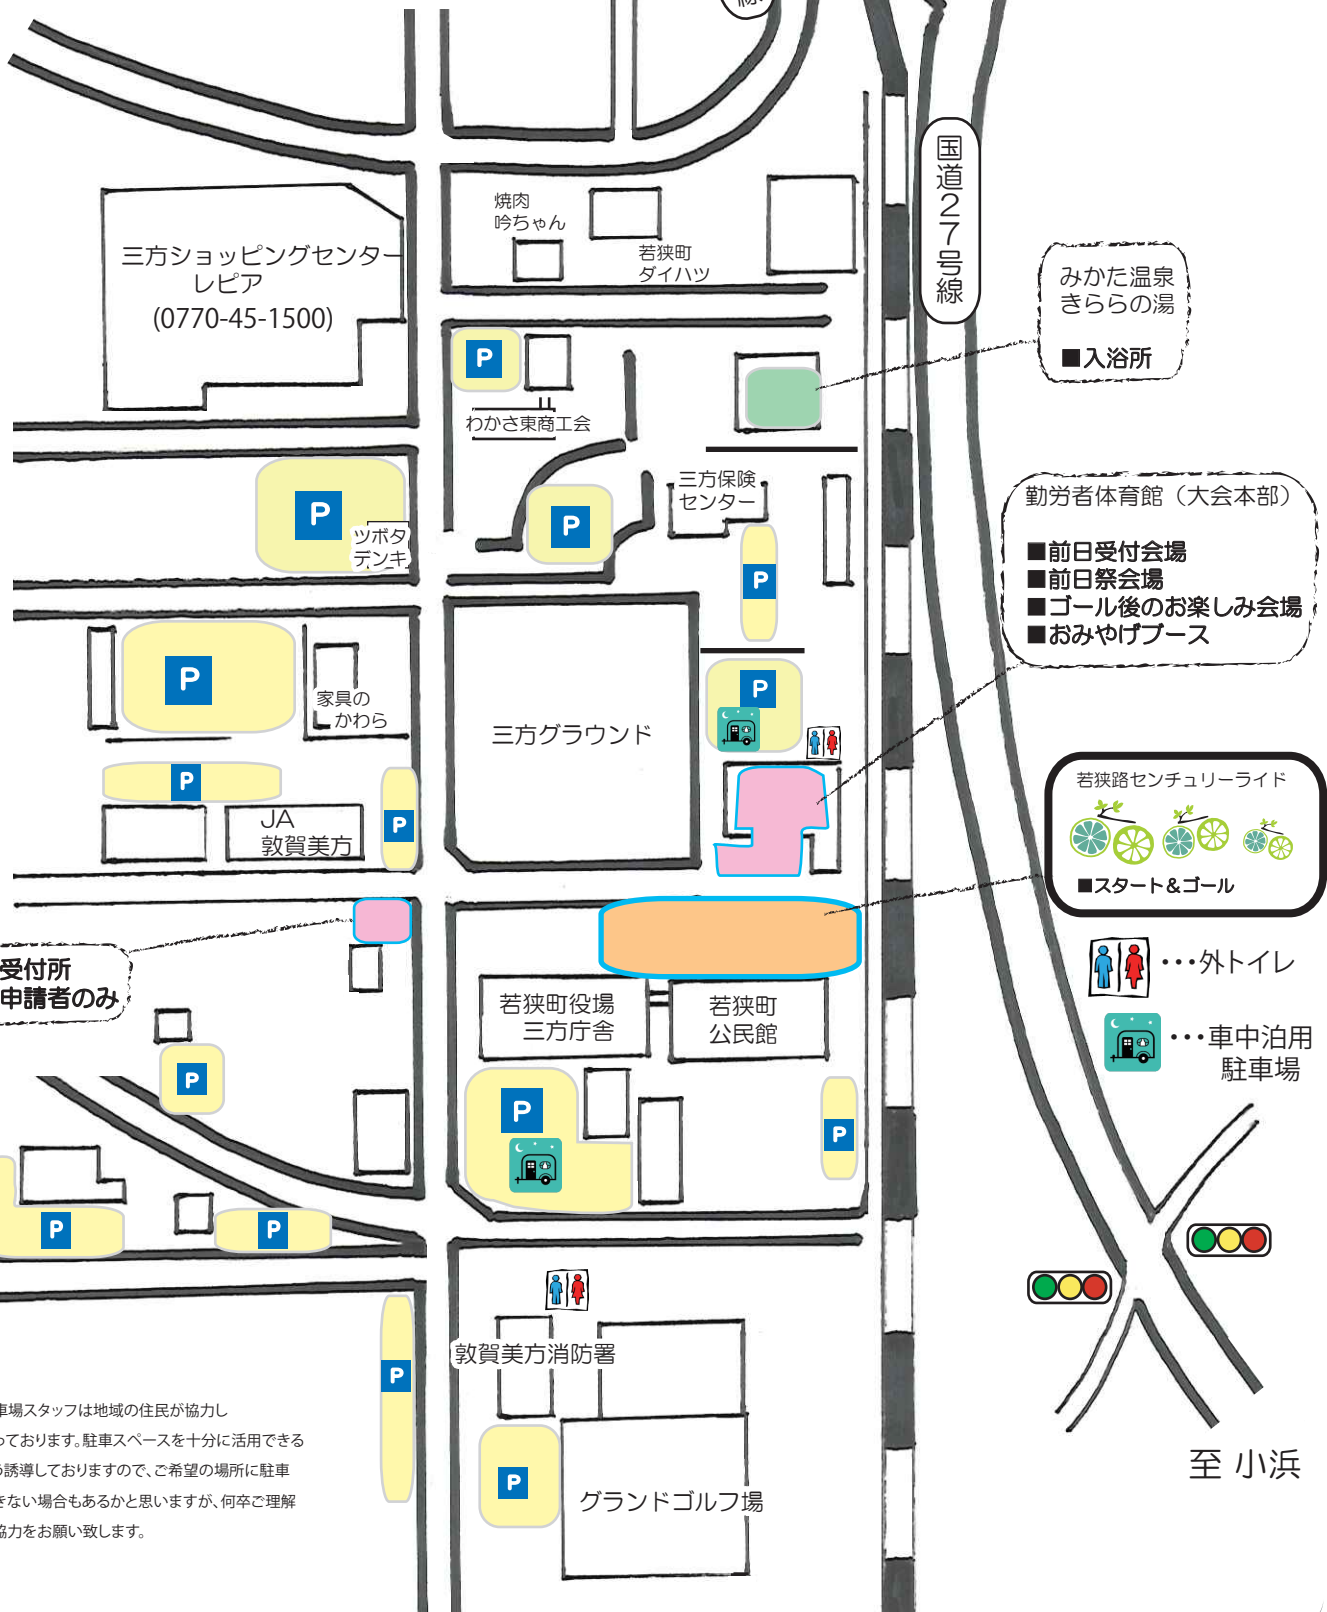 線
国道27号線
焼肉
吟ちゃん
若狭町
ダイハツ
三方ショッピングセンター
レピア
(0770-45-1500)
みかた温泉
きららの湯
■入浴所
P
わかさ東商工会
三方保険
センター
勤労者体育館（大会本部）
■前日受付会場
■前日祭会場
■ゴール後のお楽しみ会場
■おみやげブース
P
ツボタ
デンキ
P
P
P
家具の
かわら
P
三方グラウンド
P
JA
敦賀美方
P
若狭路センチュリーライド
■スタート&ゴール
受付所
申請者のみ
若狭町役場
三方庁舎
若狭町
公民館
･･･外トイレ
･･･車中泊用
駐車場
P
P
P
P
P
敦賀美方消防署
P
P
グランドゴルフ場
至 小浜
車場スタッフは地域の住民が協力し
っております。駐車スペースを十分に活用できる
う誘導しておりますので、ご希望の場所に駐車
きない場合もあるかと思いますが、何卒ご理解
協力をお願い致します。